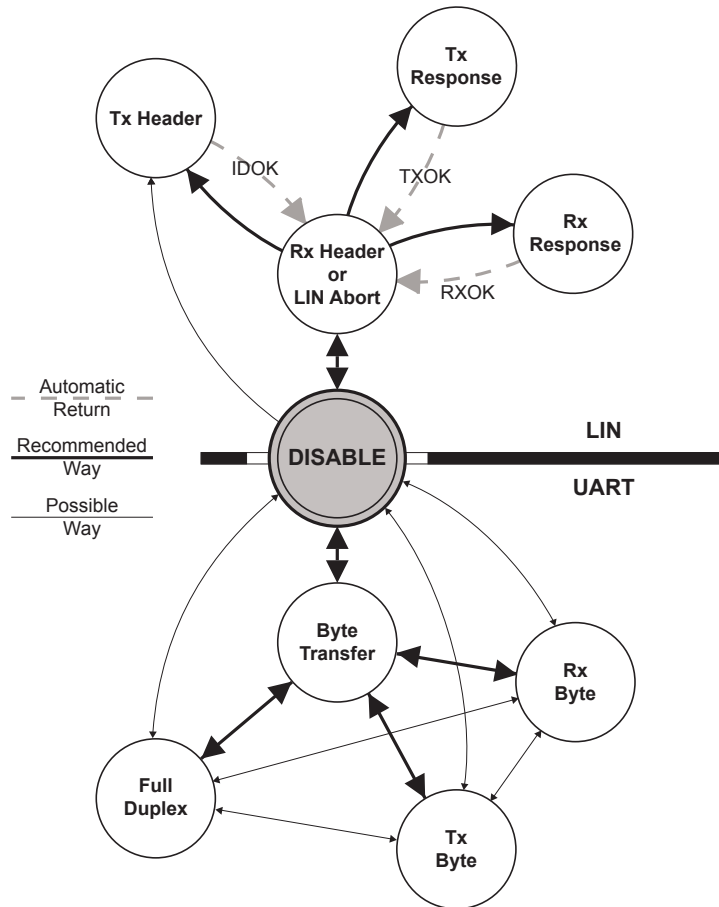 Tx
Response
Tx Header
IDOK
TXOK
Rx
Response
Rx Header
or
LIN Abort
RXOK
Automatic
Return
Recommended
Way
Possible
Way
DISABLE
LIN
UART
Byte
Transfer
Rx
Byte
Full
Duplex
Tx
Byte